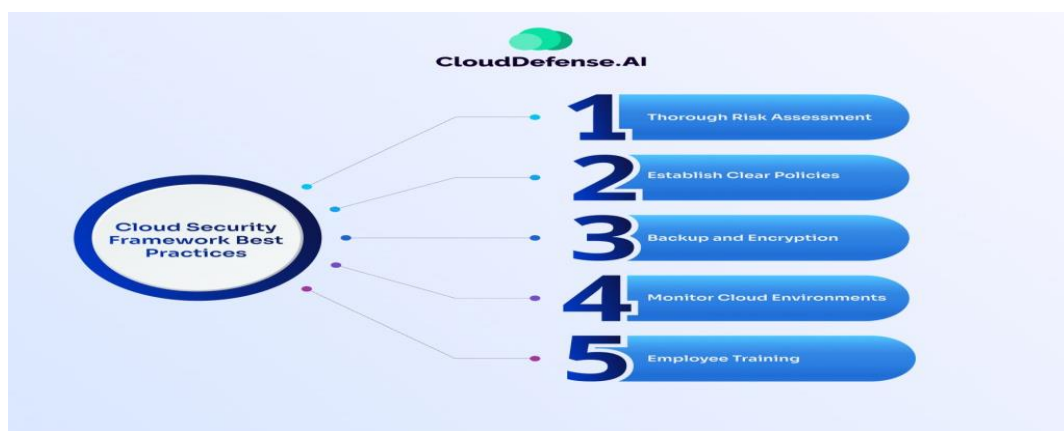 CloudDefense.AI
Cloud Security
Framework Best
Practices
1 Thorough Risk Assessment
2 Establish Clear Policies
3 Backup and Encryption
4 Monitor Cloud Environments
5 Employee Training